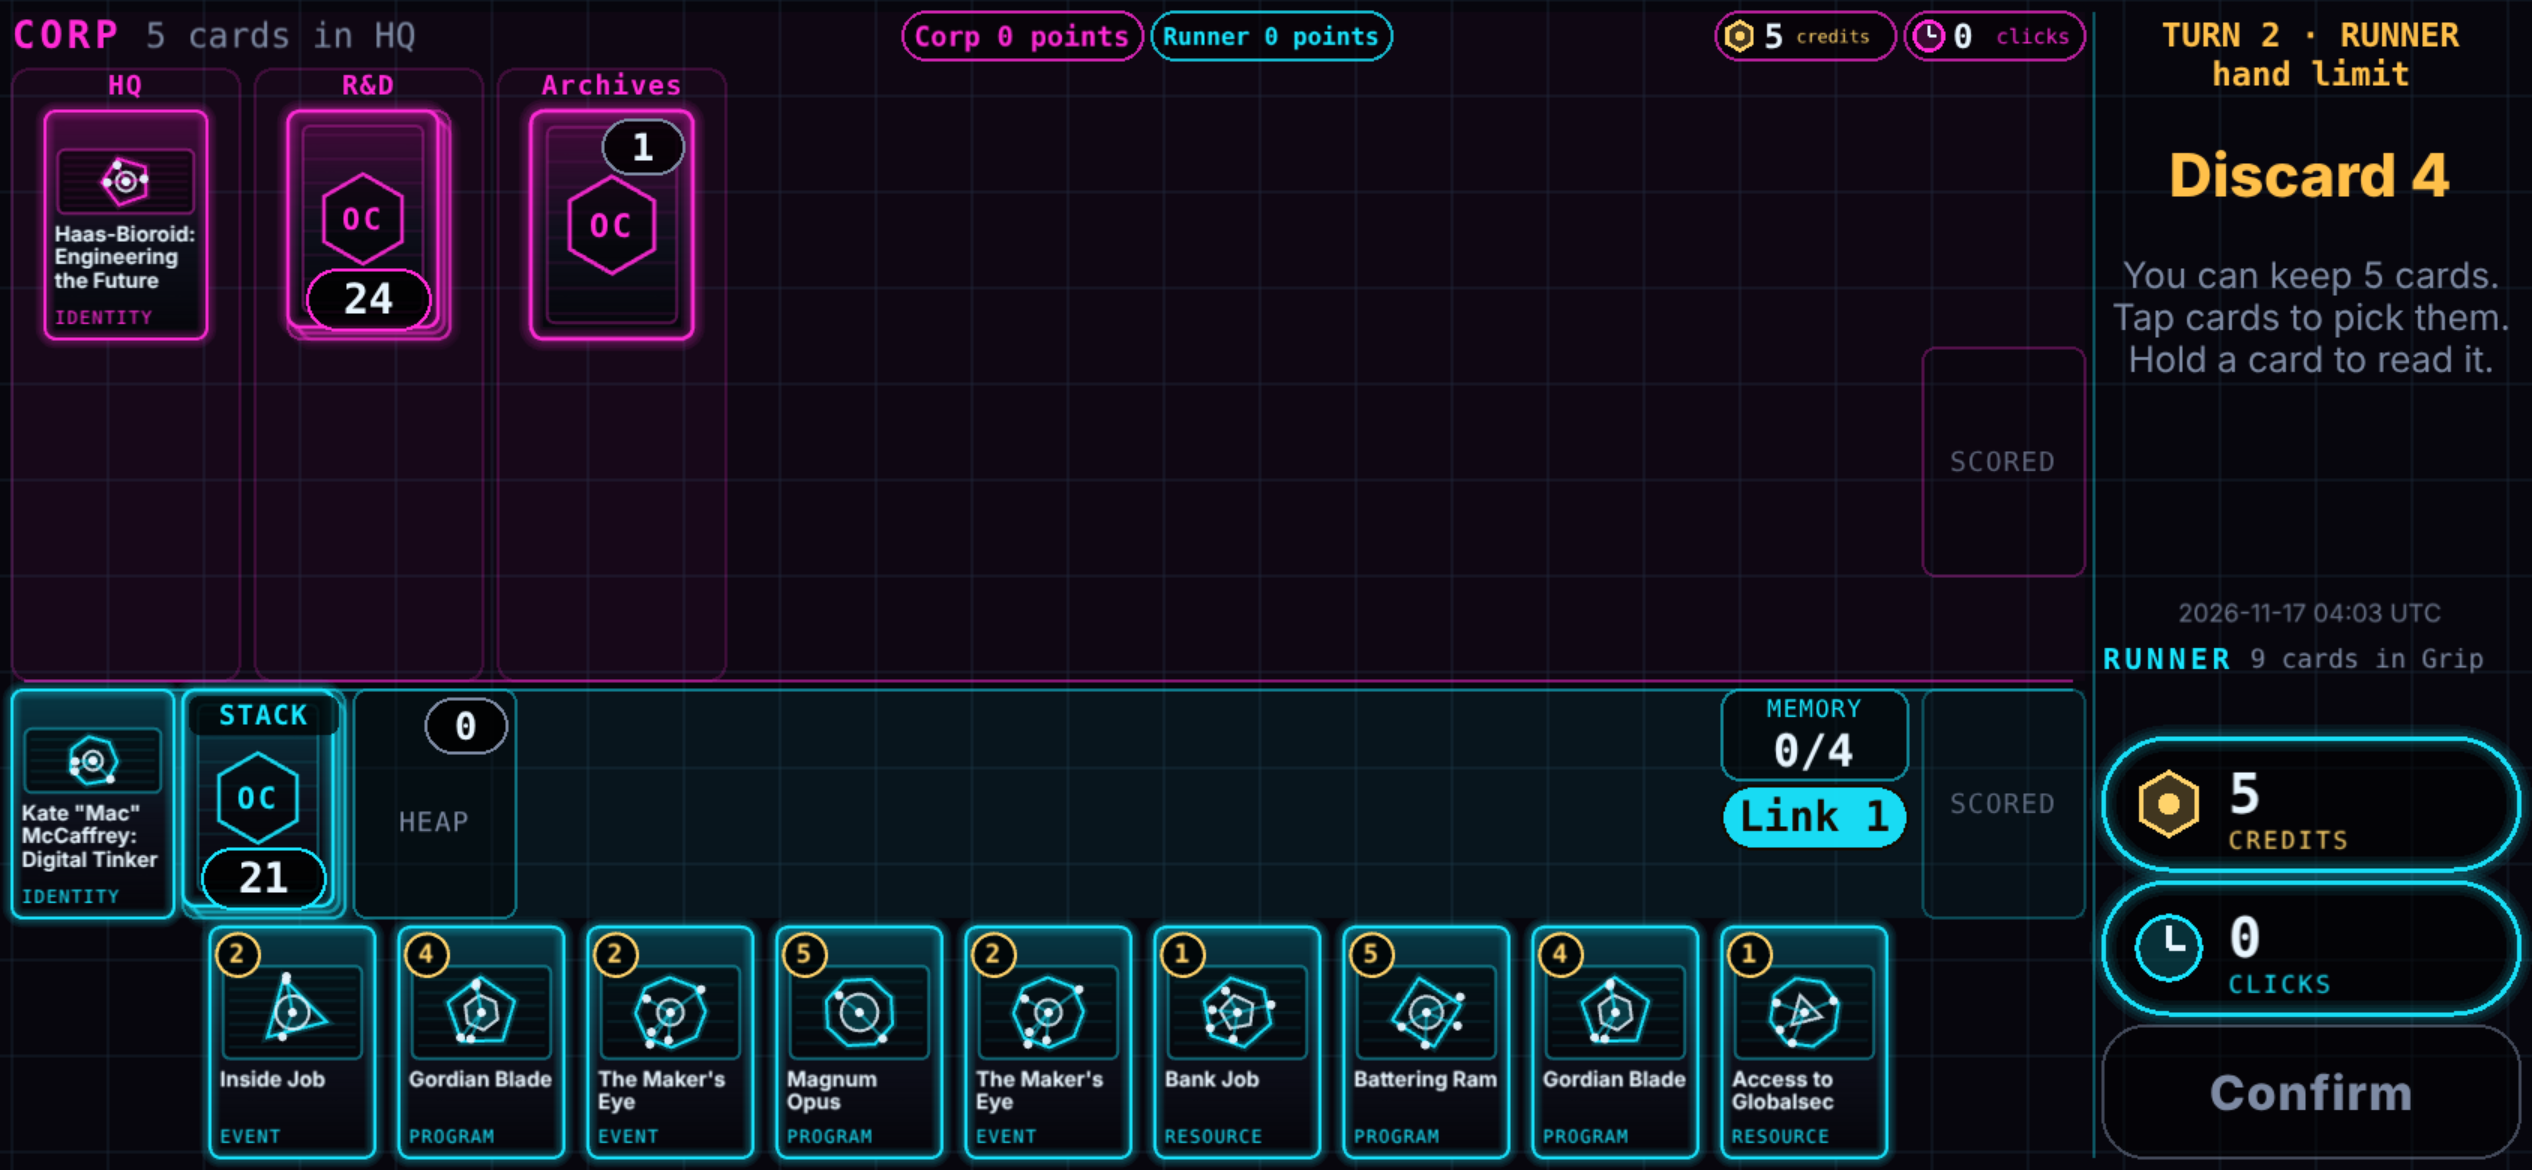 CORP 5 cards in HQ
Corp 0 points
Runner 0 points
5 credits
0 clicks
TURN 2 · RUNNER
hand limit
HQ
R&D
Archives
Haas-Bioroid:
Engineering
the Future
IDENTITY
OC
24
1
OC
Discard 4
You can keep 5 cards.
Tap cards to pick them.
Hold a card to read it.
SCORED
2026-11-17 04:03 UTC
RUNNER 9 cards in Grip
Kate "Mac"
McCaffrey:
Digital Tinker
IDENTITY
STACK
OC
21
0
HEAP
MEMORY
0/4
Link 1
SCORED
5
CREDITS
0
CLICKS
Confirm
2
Inside Job
EVENT
4
Gordian Blade
PROGRAM
2
The Maker's
Eye
EVENT
5
Magnum
Opus
PROGRAM
2
The Maker's
Eye
EVENT
1
Bank Job
RESOURCE
5
Battering Ram
PROGRAM
4
Gordian Blade
PROGRAM
1
Access to
Globalsec
RESOURCE